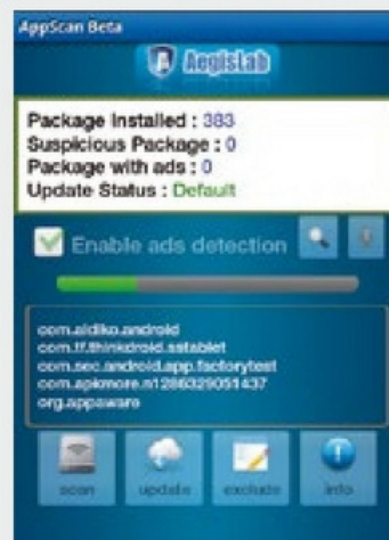 AppScan Beta
AegisLab
Package Installed : 383
Suspicious Package : 0
Package with ads : 0
Update Status : Default
Enable ads detection
com.aldiko.android
com.tf.thinkdroid.sstablet
com.sec.android.app.factorytest
com.apkmore.n1286329051437
org.appaware
scan
update
exclude
info